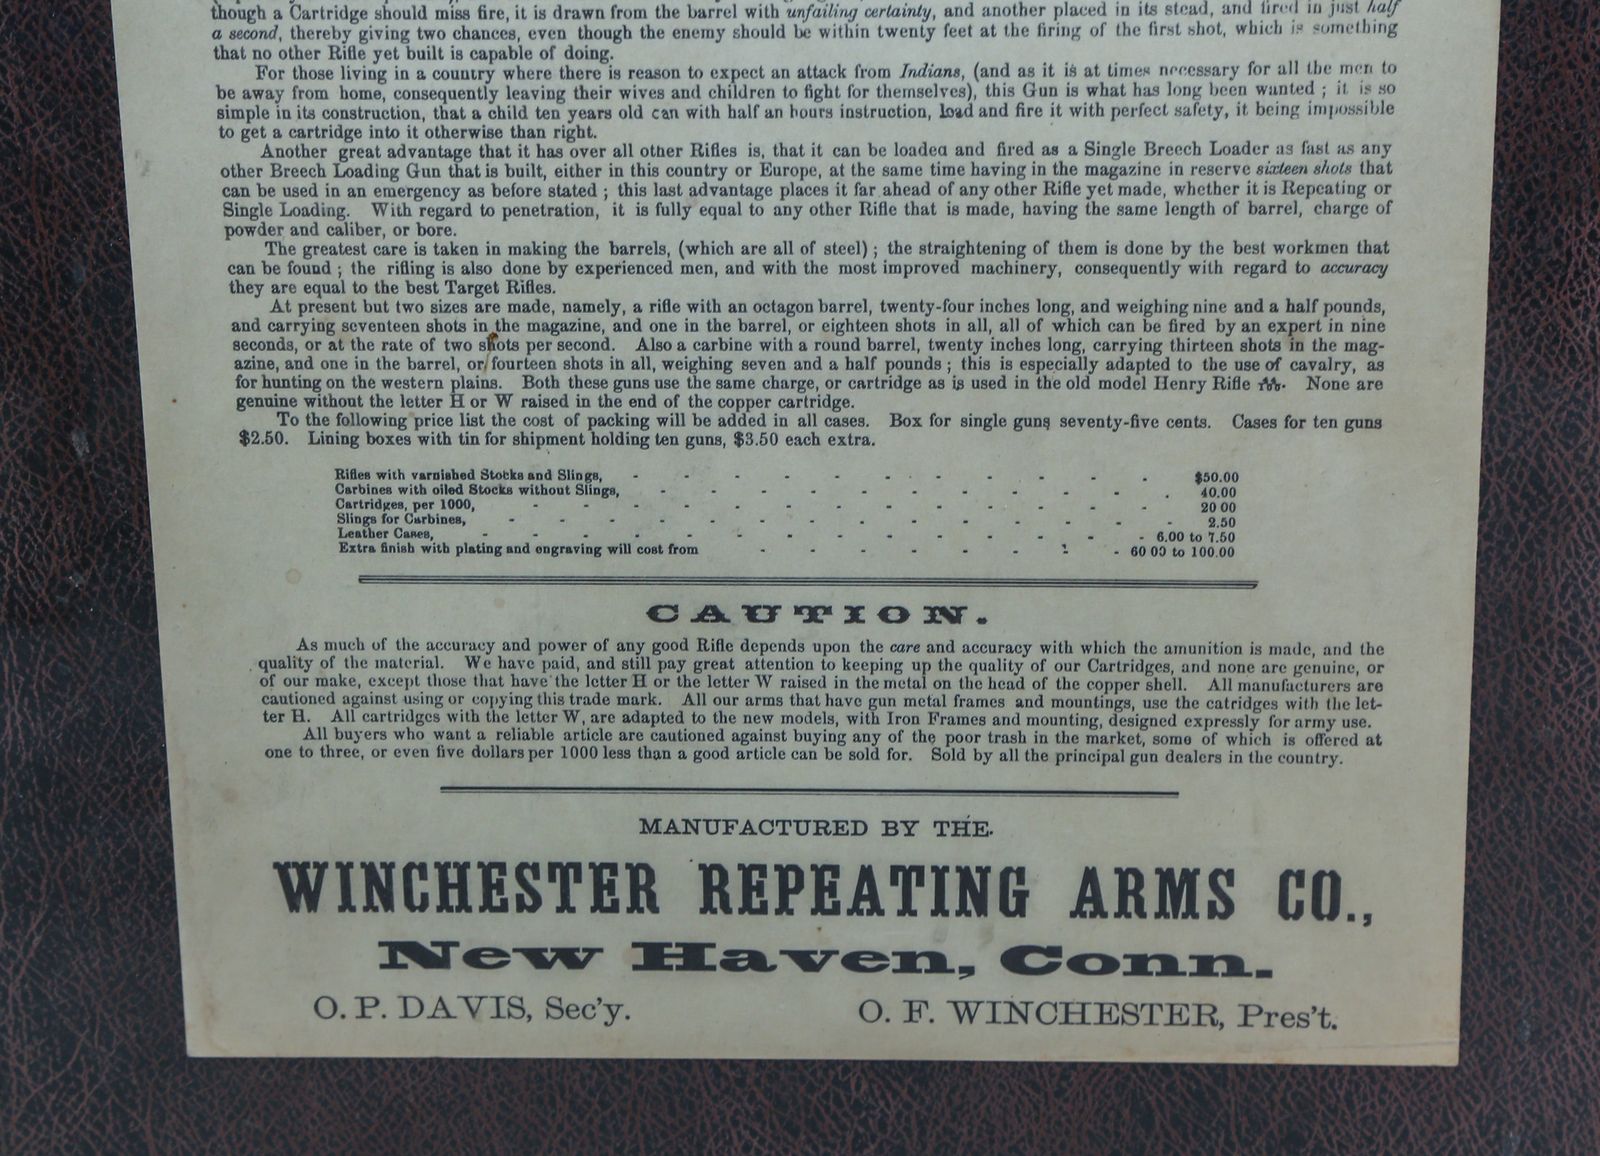 though a Cartridge should miss fire, it is drawn from the barrel with unfailing certainty, and another placed in its stead, and fired in just half
a second, thereby giving two chances, even though the enemy should be within twenty feet at the firing of the first shot, which is something
that no other Rifle yet built is capable of doing.
For those living in a country where there is reason to expect an attack from Indians, (and as it is at times necessary for all the men to
be away from home, consequently leaving their wives and children to fight for themselves), this Gun is what has long been wanted ; it is so
simple in its construction, that a child ten years old can with half an hours instruction, load and fire it with perfect safety, it being impossible
to get a cartridge into it otherwise than right.
Another great advantage that it has over all other Rifles is, that it can be loaded and fired as a Single Breech Loader as fast as any
other Breech Loading Gun that is built, either in this country or Europe, at the same time having in the magazine in reserve sixteen shots that
can be used in an emergency as before stated ; this last advantage places it far ahead of any other Rifle yet made, whether it is Repeating or
Single Loading. With regard to penetration, it is fully equal to any other Rifle that is made, having the same length of barrel, charge of
powder and caliber, or bore.
The greatest care is taken in making the barrels, (which are all of steel) ; the straightening of them is done by the best workmen that
can be found ; the rifling is also done by experienced men, and with the most improved machinery, consequently with regard to accuracy
they are equal to the best Target Rifles.
At present but two sizes are made, namely, a rifle with an octagon barrel, twenty-four inches long, and weighing nine and a half pounds,
and carrying seventeen shots in the magazine, and one in the barrel, or eighteen shots in all, all of which can be fired by an expert in nine
seconds, or at the rate of two shots per second. Also a carbine with a round barrel, twenty inches long, carrying thirteen shots in the mag-
azine, and one in the barrel, or fourteen shots in all, weighing seven and a half pounds ; this is especially adapted to the use of cavalry, as
for hunting on the western plains. Both these guns use the same charge, or cartridge as is used in the old model Henry Rifle 44/100. None are
genuine without the letter H or W raised in the end of the copper cartridge.
To the following price list the cost of packing will be added in all cases. Box for single guns seventy-five cents. Cases for ten guns
$2.50. Lining boxes with tin for shipment holding ten guns, $3.50 each extra.
Rifles with varnished Stocks and Slings, - - - - - - - - - - - $50.00
Carbines with oiled Stocks without Slings, - - - - - - - - - - 40.00
Cartridges, per 1000, - - - - - - - - - - - - - 20 00
Slings for Carbines, - - - - - - - - - - - - - - 2.50
Leather Cases, - - - - - - - - - - - - - - 6.00 to 7.50
Extra finish with plating and engraving will cost from - - - - - - - - 60 00 to 100.00
CAUTION.
As much of the accuracy and power of any good Rifle depends upon the care and accuracy with which the amunition is made, and the
quality of the material. We have paid, and still pay great attention to keeping up the quality of our Cartridges, and none are genuine, or
of our make, except those that have the letter H or the letter W raised in the metal on the head of the copper shell. All manufacturers are
cautioned against using or copying this trade mark. All our arms that have gun metal frames and mountings, use the catridges with the let-
ter H. All cartridges with the letter W, are adapted to the new models, with Iron Frames and mounting, designed expressly for army use.
All buyers who want a reliable article are cautioned against buying any of the poor trash in the market, some of which is offered at
one to three, or even five dollars per 1000 less than a good article can be sold for. Sold by all the principal gun dealers in the country.
MANUFACTURED BY THE
WINCHESTER REPEATING ARMS CO.,
New Haven, Conn.
O. P. DAVIS, Sec'y. O. F. WINCHESTER, Pres't.